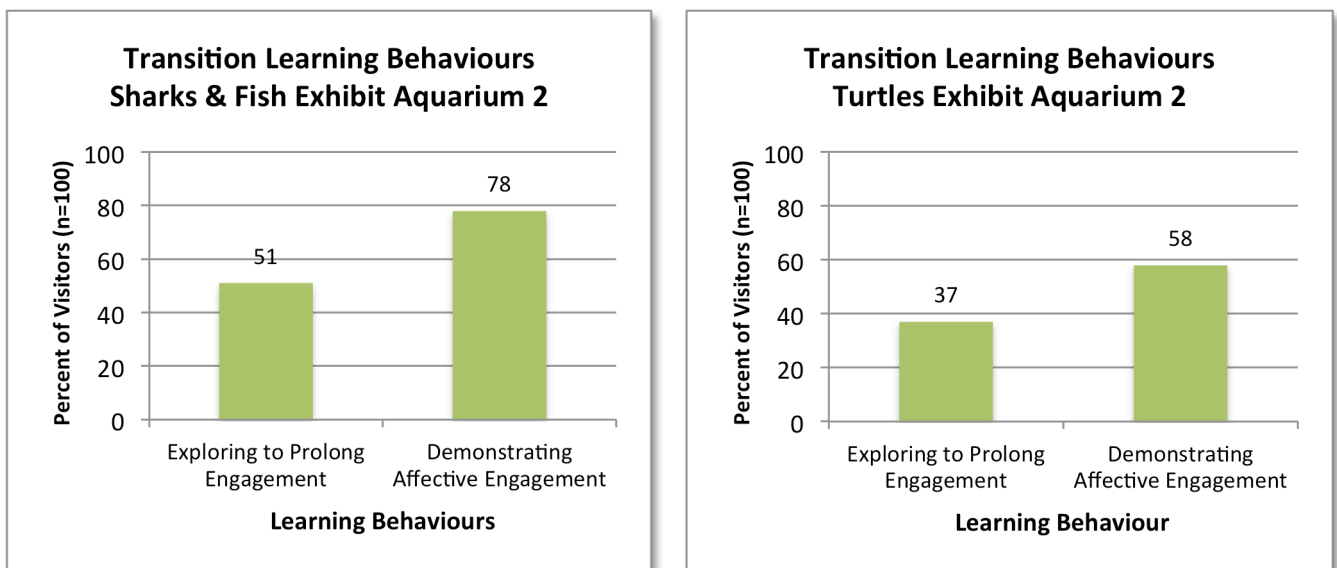 Transition Learning Behaviours
Sharks & Fish Exhibit Aquarium 2
Percent of Visitors (n=100)
100
80
60
40
20
0
51
78
Exploring to Prolong
Engagement
Demonstrating
Affective Engagement
Learning Behaviours
Transition Learning Behaviours
Turtles Exhibit Aquarium 2
Percent of Visitors (n=100)
100
80
60
40
20
0
37
58
Exploring to Prolong
Engagement
Demonstrating
Affective Engagement
Learning Behaviour